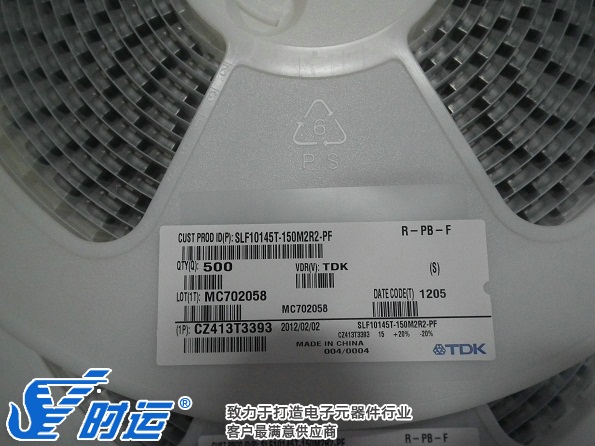 6
PS
CUST PROD ID(P): SLF10145T-150M2R2-PF R-PB-F
QTY(Q): 500 VDR(V): TDK (S)
LOT(1T): MC702058 MC702058 DATE CODE(T) 1205
(1P): CZ413T3393 2012/02/02 SLF10145T-150M2R2-PF
CZ413T3393 15 +20% -20%
MADE IN CHINA
004/0004
TDK
时运
致力于打造电子元器件行业
客户最满意供应商
R-PB-F